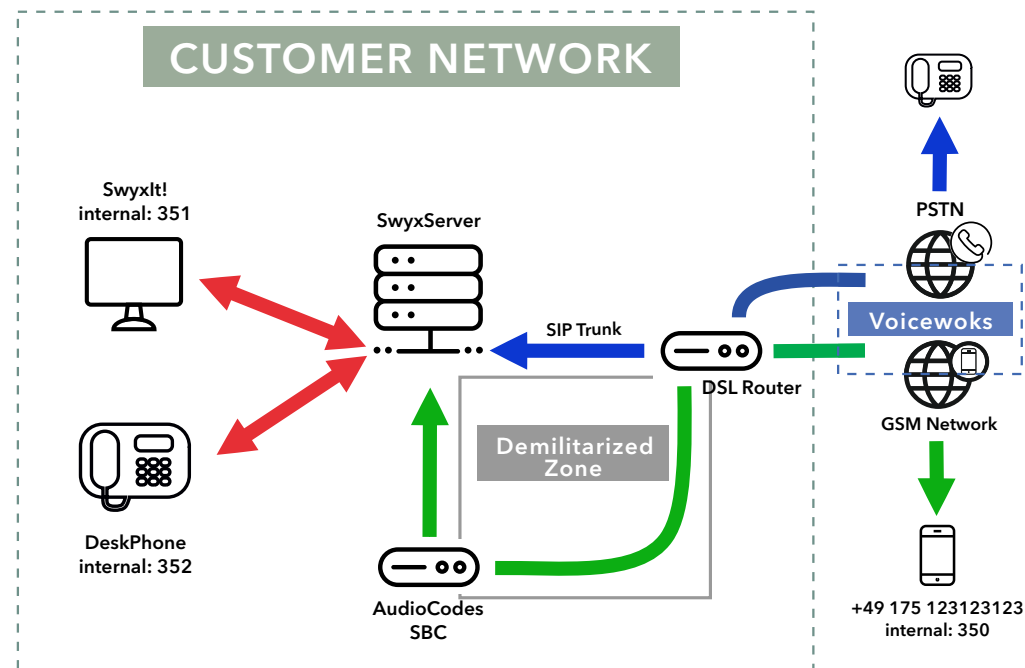 CUSTOMER NETWORK
SwyxIt!
internal: 351
SwyxServer
PSTN
SIP Trunk
Voicewoks
DSL Router
GSM Network
Demilitarized
Zone
DeskPhone
internal: 352
AudioCodes
SBC
+49 175 123123123
internal: 350